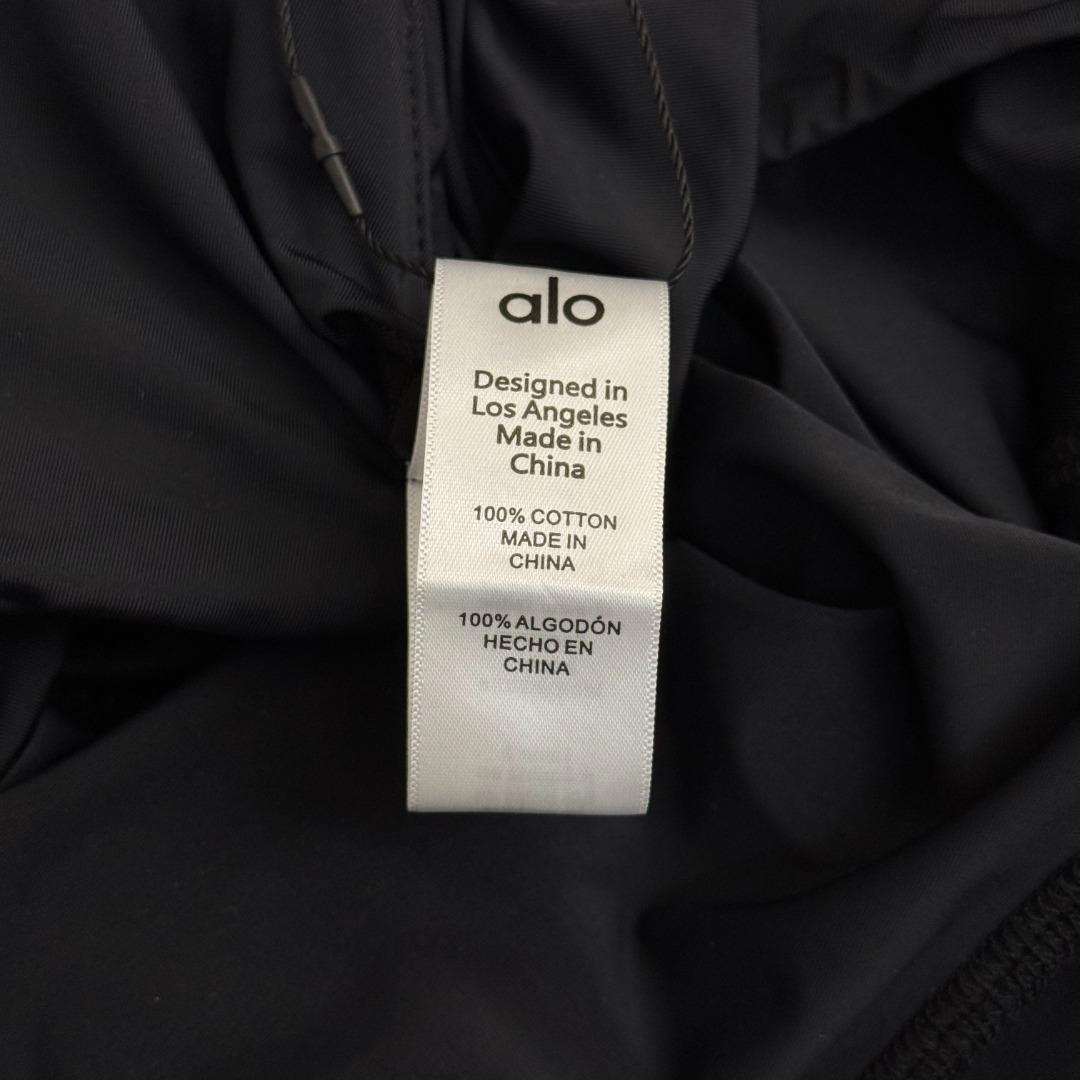 alo
Designed in
Los Angeles
Made in
China
100% COTTON
MADE IN
CHINA
100% ALGODÓN
HECHO EN
CHINA